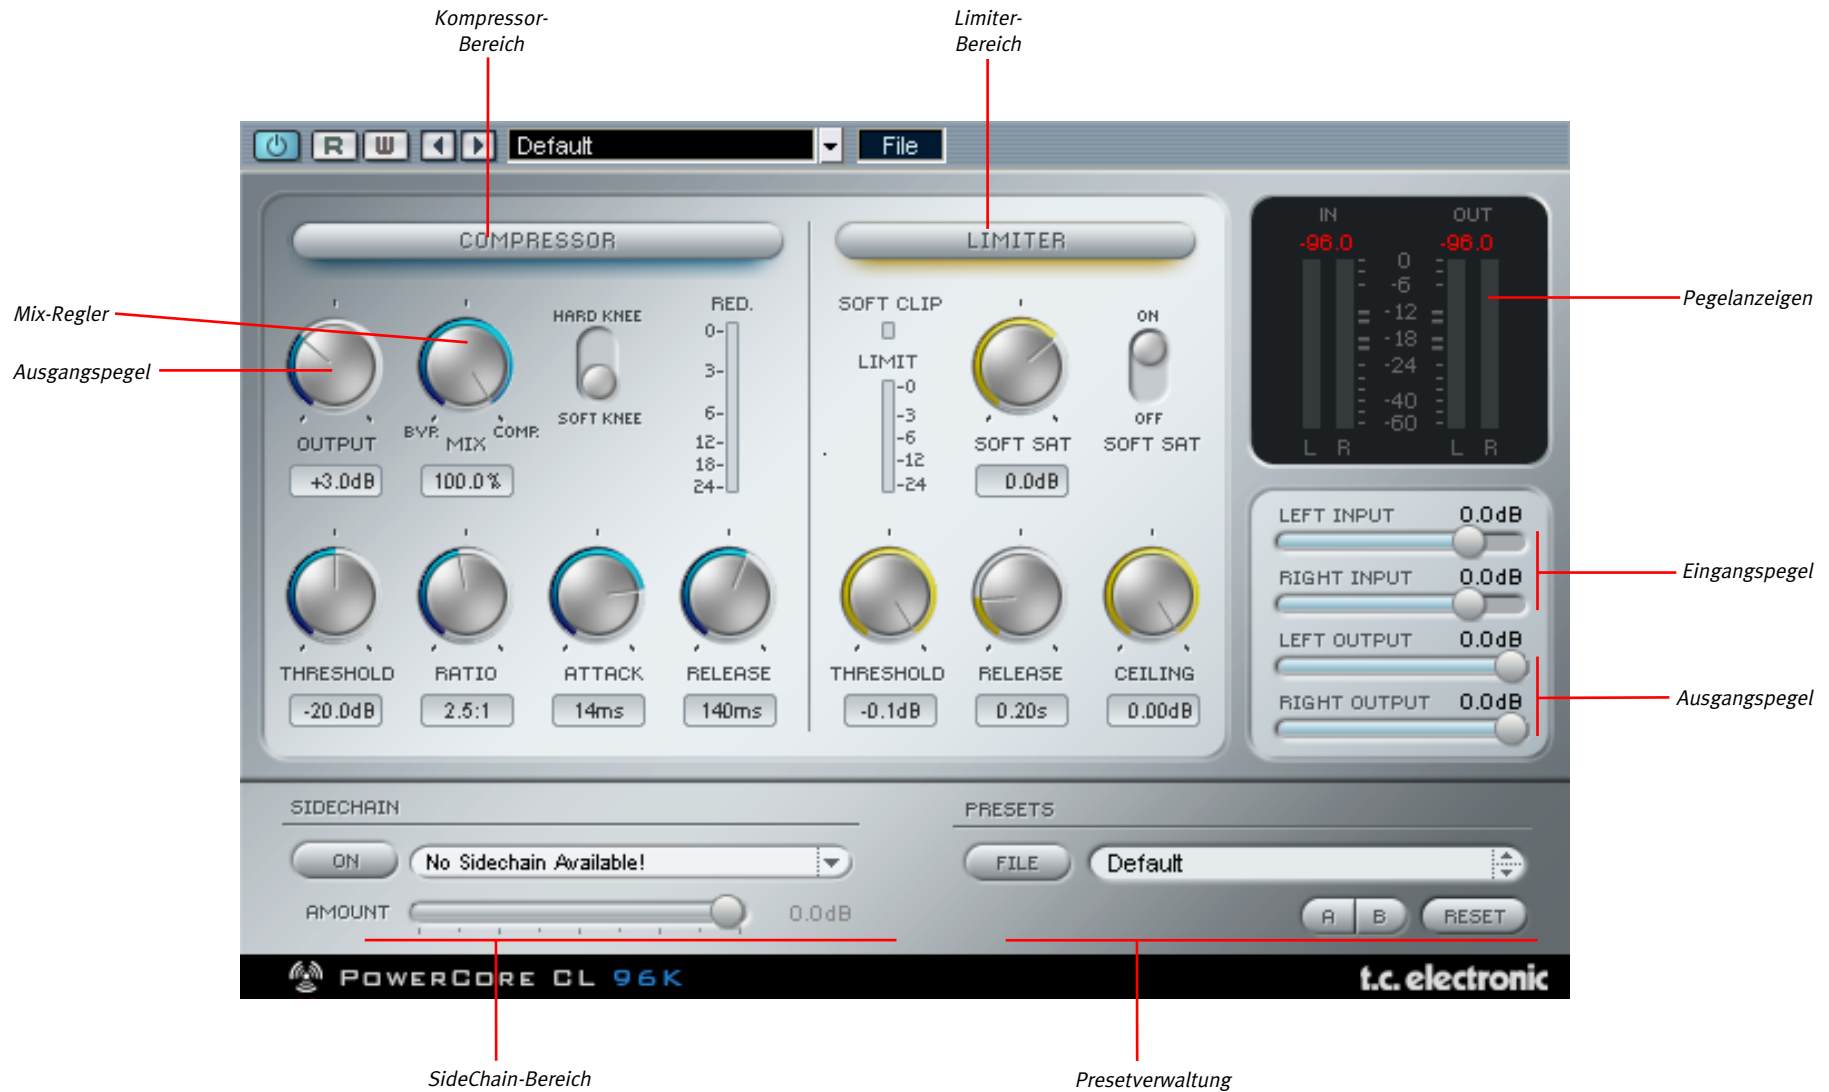 Kompressor-
Bereich
Limiter-
Bereich
R W Default File
COMPRESSOR
LIMITER
IN OUT
-96.0 -96.0
0
-6
-12
-18
-24
-40
-60
L R L R
Pegelanzeigen
Mix-Regler
Ausgangspegel
HARD KNEE
SOFT KNEE
RED.
0-
3-
6-
12-
18-
24-
BYP. COMP.
OUTPUT MIX
+3.0dB 100.0%
SOFT CLIP
LIMIT
-0
-3
-6
-12
-24
ON
OFF
SOFT SAT SOFT SAT
0.0dB
THRESHOLD RATIO ATTACK RELEASE
-20.0dB 2.5:1 14ms 140ms
THRESHOLD RELEASE CEILING
-0.1dB 0.20s 0.00dB
LEFT INPUT 0.0dB
RIGHT INPUT 0.0dB
Eingangspegel
LEFT OUTPUT 0.0dB
RIGHT OUTPUT 0.0dB
Ausgangspegel
SIDECHAIN
ON No Sidechain Available!
AMOUNT 0.0dB
PRESETS
FILE Default
A B RESET
POWERCORE CL 96K
t.c. electronic
SideChain-Bereich
Presetverwaltung